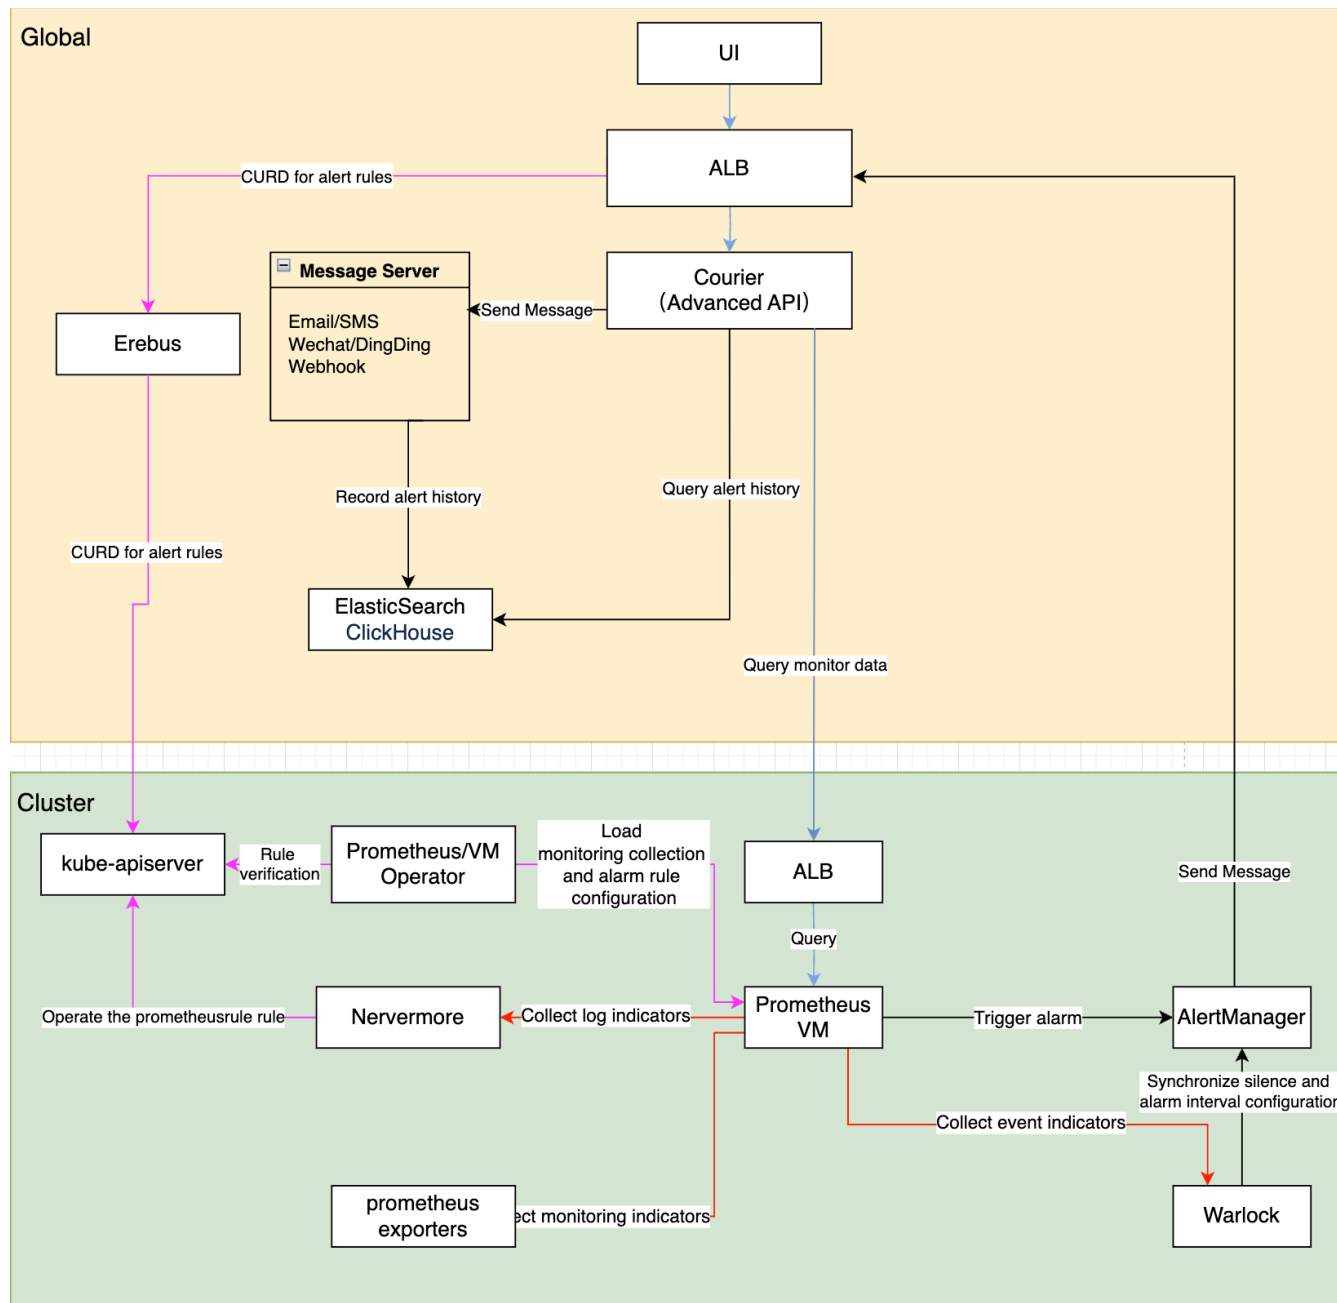 Global
UI
ALB
CURD for alert rules
Message Server
Email/SMS
Wechat/DingDing
Webhook
Send Message
Courier
(Advanced API)
Erebus
Record alert history
Query alert history
CURD for alert rules
ElasticSearch
ClickHouse
Query monitor data
Cluster
kube-apiserver
Rule
verification
Prometheus/VM
Operator
Load
monitoring collection
and alarm rule
configuration
ALB
Send Message
Query
Operate the prometheusrule rule
Nervermore
Collect log indicators
Prometheus
VM
Trigger alarm
AlertManager
Synchronize silence and
alarm interval configuration
Collect event indicators
prometheus
exporters
ect monitoring indicators
Warlock